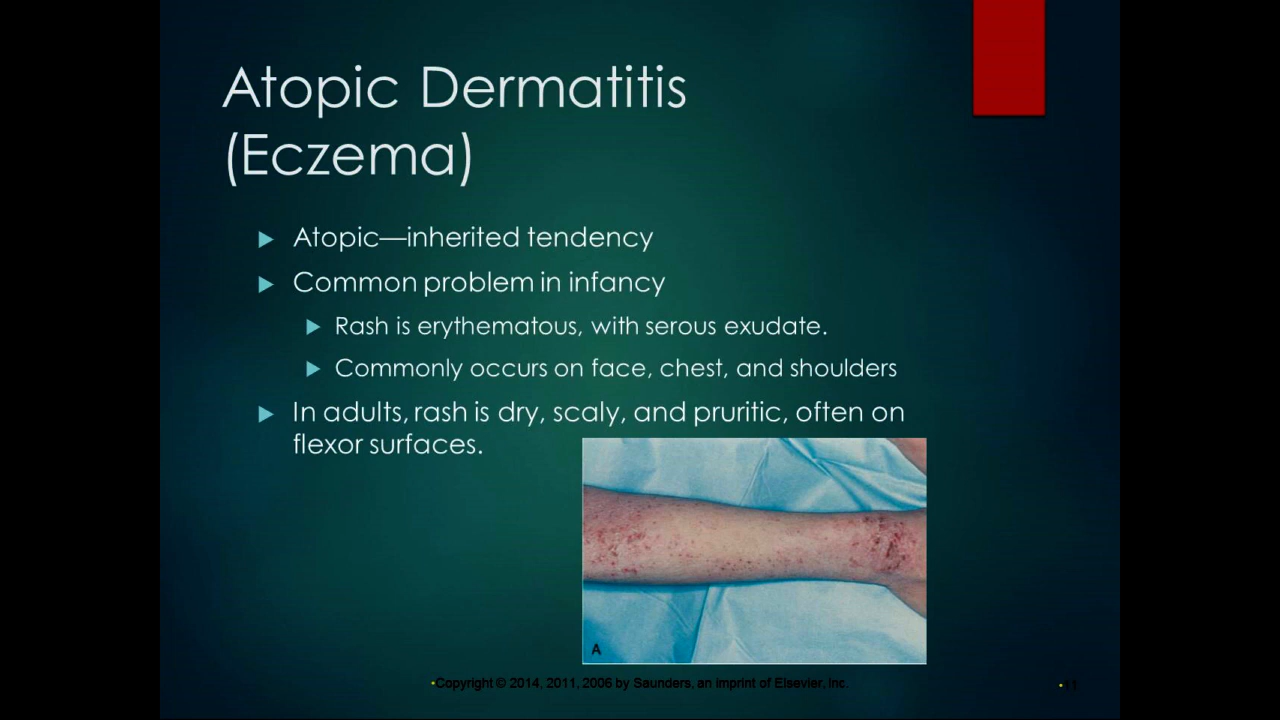 Atopic Dermatitis
(Eczema)
Atopic—inherited tendency
Common problem in infancy
Rash is erythematous, with serous exudate.
Commonly occurs on face, chest, and shoulders
In adults, rash is dry, scaly, and pruritic, often on
flexor surfaces.
A
•Copyright © 2014, 2011, 2006 by Saunders, an imprint of Elsevier, Inc.
•11